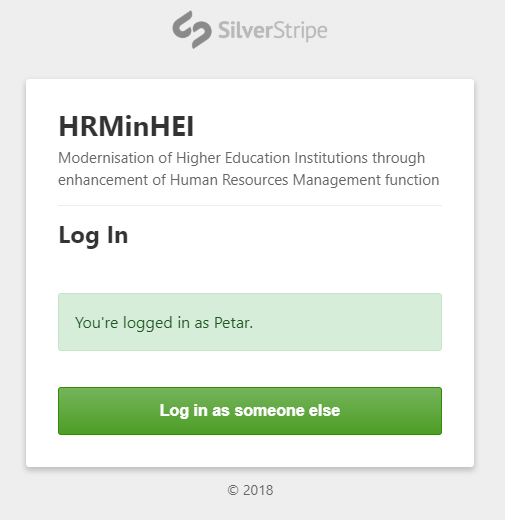 SilverStripe
HRMinHEI
Modernisation of Higher Education Institutions through
enhancement of Human Resources Management function
Log In
You're logged in as Petar.
Log in as someone else
© 2018